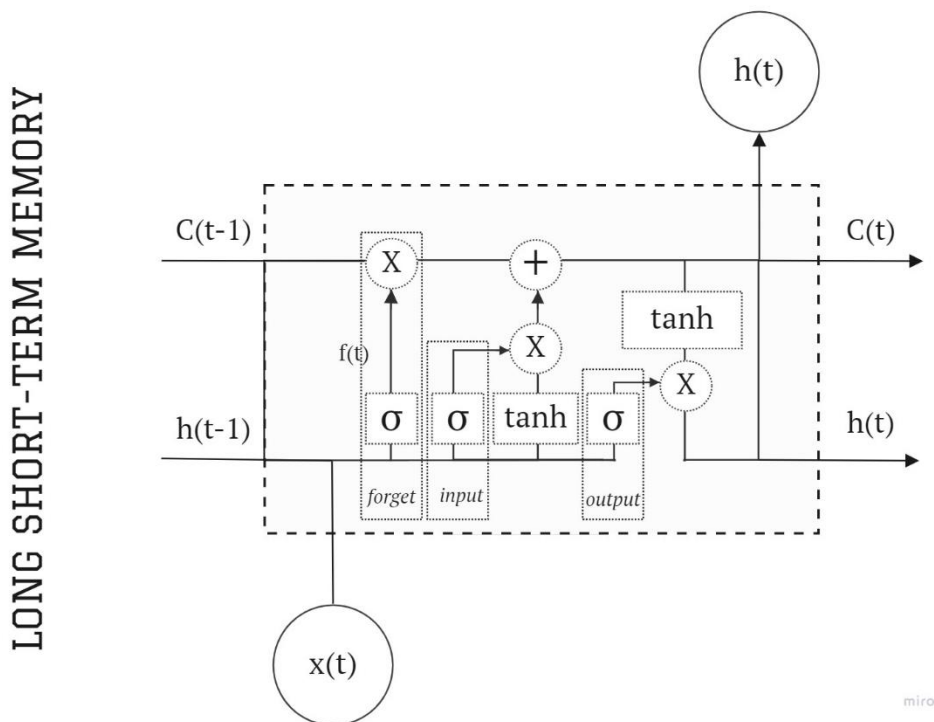 LONG SHORT-TERM MEMORY
h(t)
C(t-1)
C(t)
X
+
tanh
f(t)
X
X
h(t-1)
σ
σ
tanh
σ
h(t)
forget
input
output
x(t)
miro